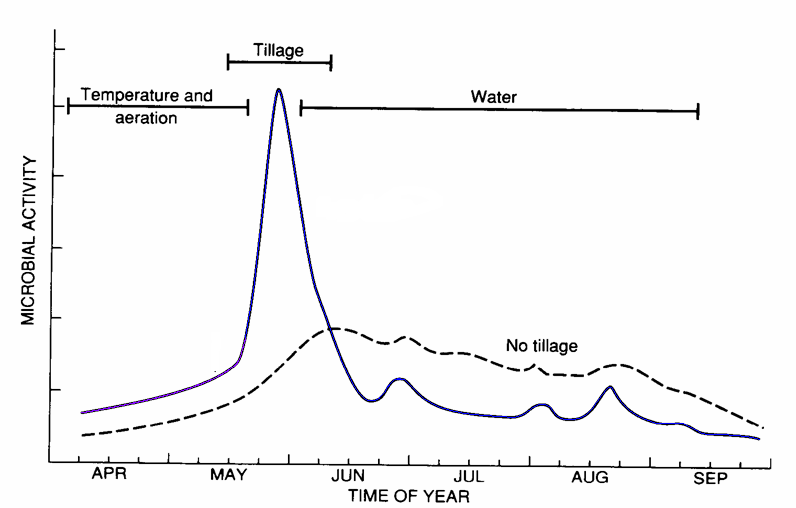 Tillage
Temperature and
aeration
Water
MICROBIAL ACTIVITY
No tillage
APR MAY JUN JUL AUG SEP
TIME OF YEAR